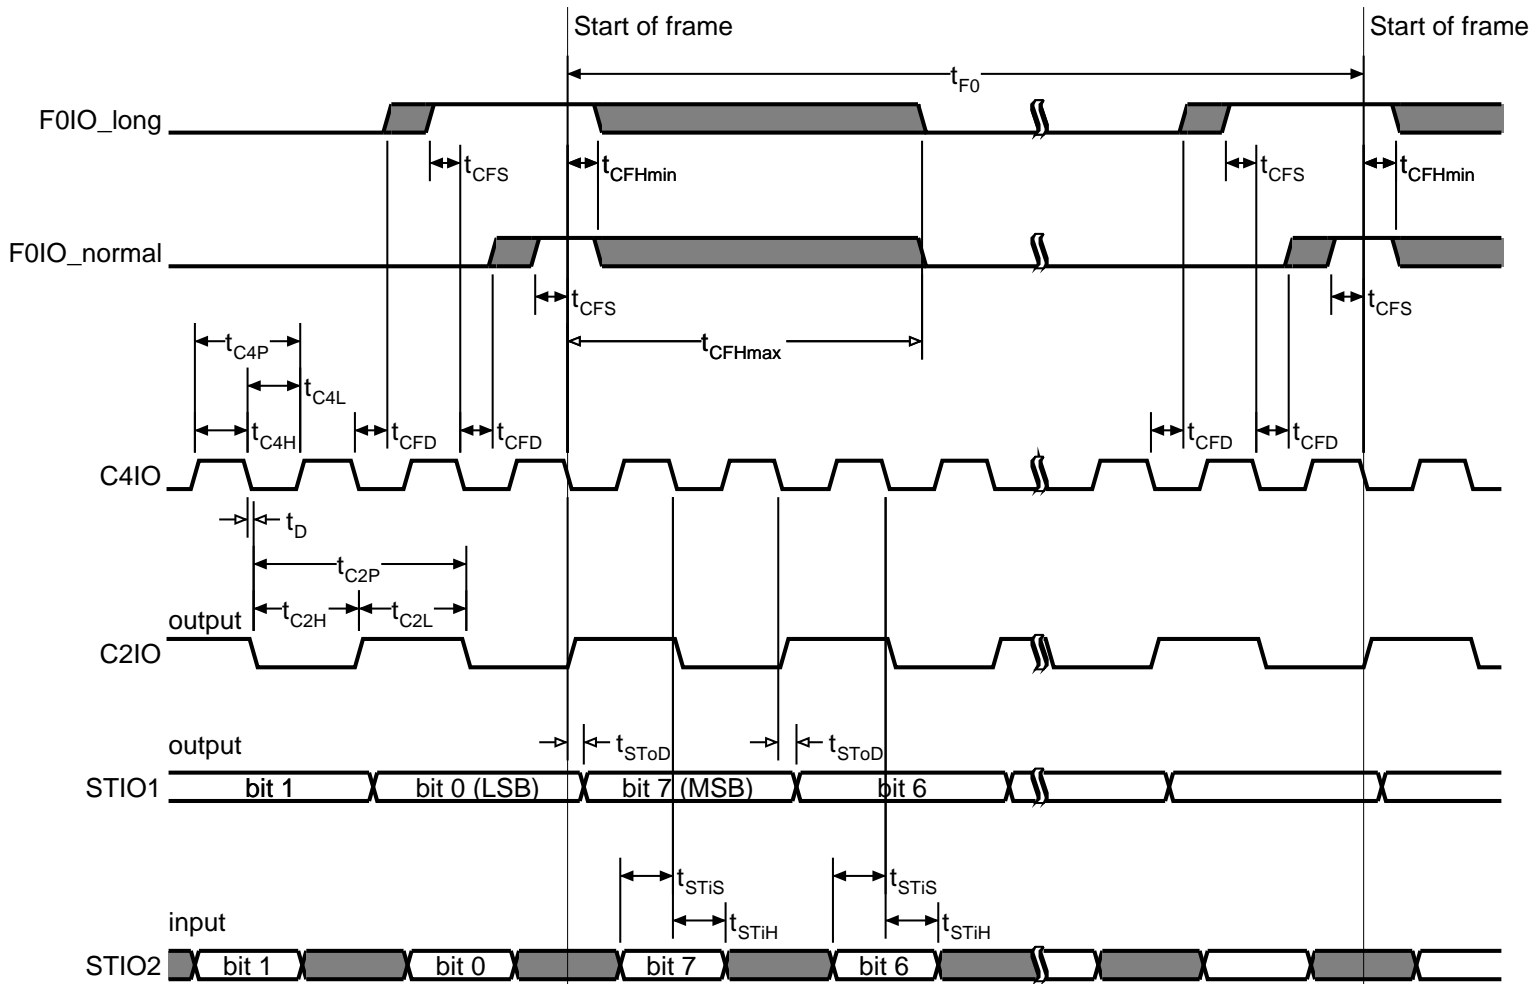 Start of frame
Start of frame
tF0
F0IO_long
tCFS
tCFHmin
tCFS
tCFHmin
F0IO_normal
tCFS
tCFS
tC4P
tCFHmax
tC4L
tC4H
tCFD
tCFD
tCFD
tCFD
C4IO
tD
tC2P
output
tC2H
tC2L
C2IO
output
tSToD
tSToD
STIO1
bit 1
bit 0 (LSB)
bit 7 (MSB)
bit 6
tSTiS
tSTiS
input
tSTiH
tSTiH
STIO2
bit 1
bit 0
bit 7
bit 6